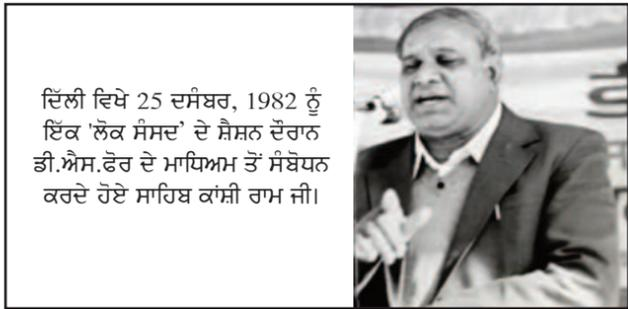 ਦਿੱਲੀ ਵਿਖੇ 25 ਦਸੰਬਰ, 1982 ਨੂੰ
ਇੱਕ 'ਲੋਕ ਸੰਸਦ' ਦੇ ਸ਼ੈਸ਼ਨ ਦੌਰਾਨ
ਡੀ.ਐਸ.ਫੋਰ ਦੇ ਮਾਧਿਅਮ ਤੋਂ ਸੰਬੋਧਨ
ਕਰਦੇ ਹੋਏ ਸਾਹਿਬ ਕਾਂਸ਼ੀ ਰਾਮ ਜੀ।